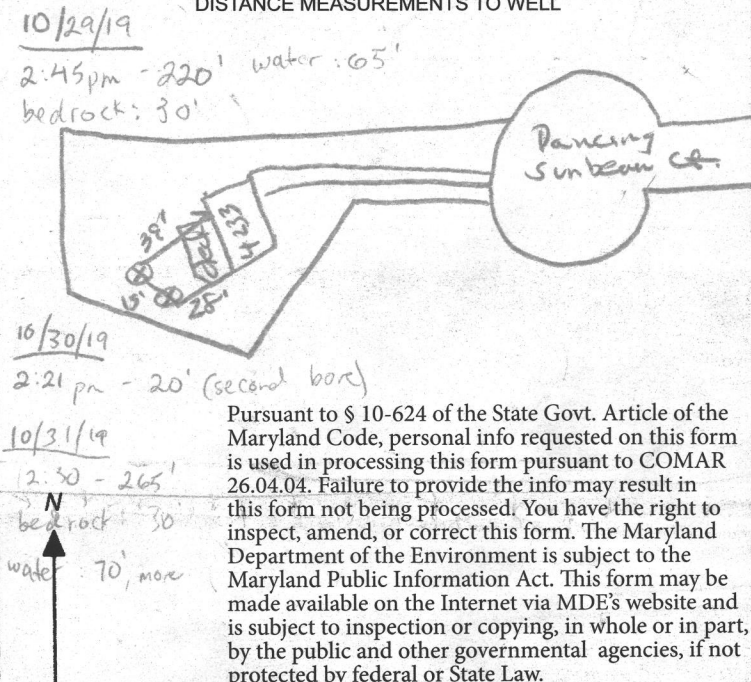 DISTANCE MEASUREMENTS TO WELL
10/29/19
2:45pm - 220' water: 65'
bedrock: 30'
Dancing
Sunbeam Ct.
39'
Deck
4233
15'
28'
10/30/19
2:21 pm - 20' (second bore)
10/31/19
12:30 - 265'
bedrock: 30'
water: 70', more
N
Pursuant to § 10-624 of the State Govt. Article of the
Maryland Code, personal info requested on this form
is used in processing this form pursuant to COMAR
26.04.04. Failure to provide the info may result in
this form not being processed. You have the right to
inspect, amend, or correct this form. The Maryland
Department of the Environment is subject to the
Maryland Public Information Act. This form may be
made available on the Internet via MDE's website and
is subject to inspection or copying, in whole or in part,
by the public and other governmental agencies, if not
protected by federal or State Law.